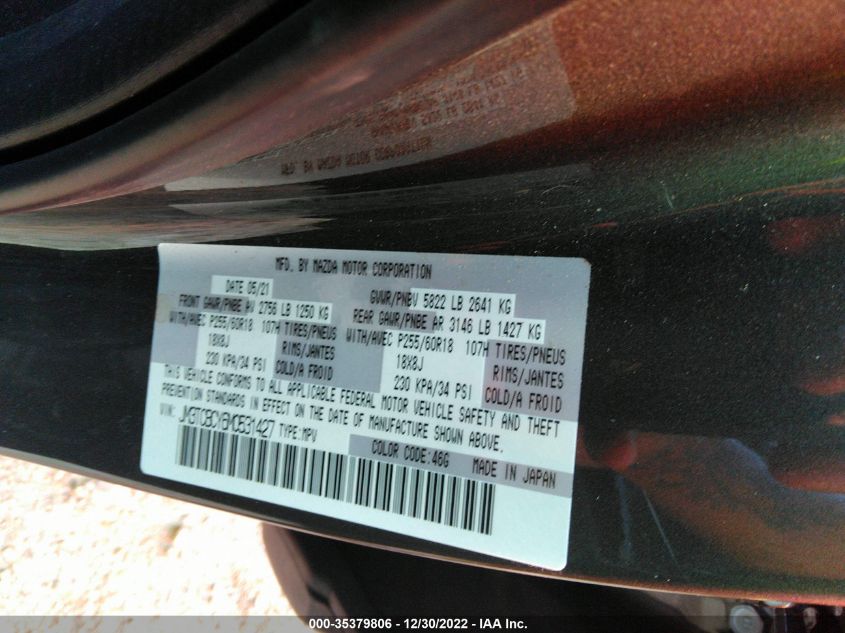 MFD. BY MAZDA MOTOR CORPORATION
DATE 05/21 GVWR/PNBV 5822 LB 2641 KG
FRONT GAWR/PNBE AV 2756 LB 1250 KG REAR GAWR/PNBE AR 3146 LB 1427 KG
WITH/AVEC P255/60R18 107H TIRES/PNEUS WITH/AVEC P255/60R18 107H TIRES/PNEUS
18X8J RIMS/JANTES 18X8J RIMS/JANTES
230 KPA/34 PSI COLD/A FROID 230 KPA/34 PSI COLD/A FROID
THIS VEHICLE CONFORMS TO ALL APPLICABLE FEDERAL MOTOR VEHICLE SAFETY AND THEFT
PREVENTION STANDARDS IN EFFECT ON THE DATE OF MANUFACTURE SHOWN ABOVE.
VIN: JM3TCBCY6M0531427 TYPE:MPV
COLOR CODE:46G
MADE IN JAPAN
000-35379806 - 12/30/2022 - IAA Inc.